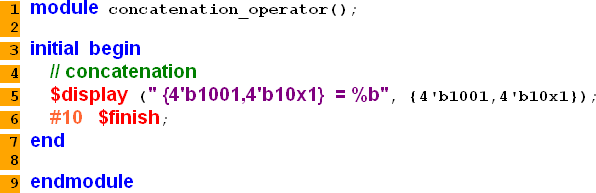 1 module concatenation_operator();
2
3 initial begin
4 // concatenation
5 $display (" {4'b1001,4'b10x1} = %b", {4'b1001,4'b10x1});
6 #10 $finish;
7 end
8
9 endmodule